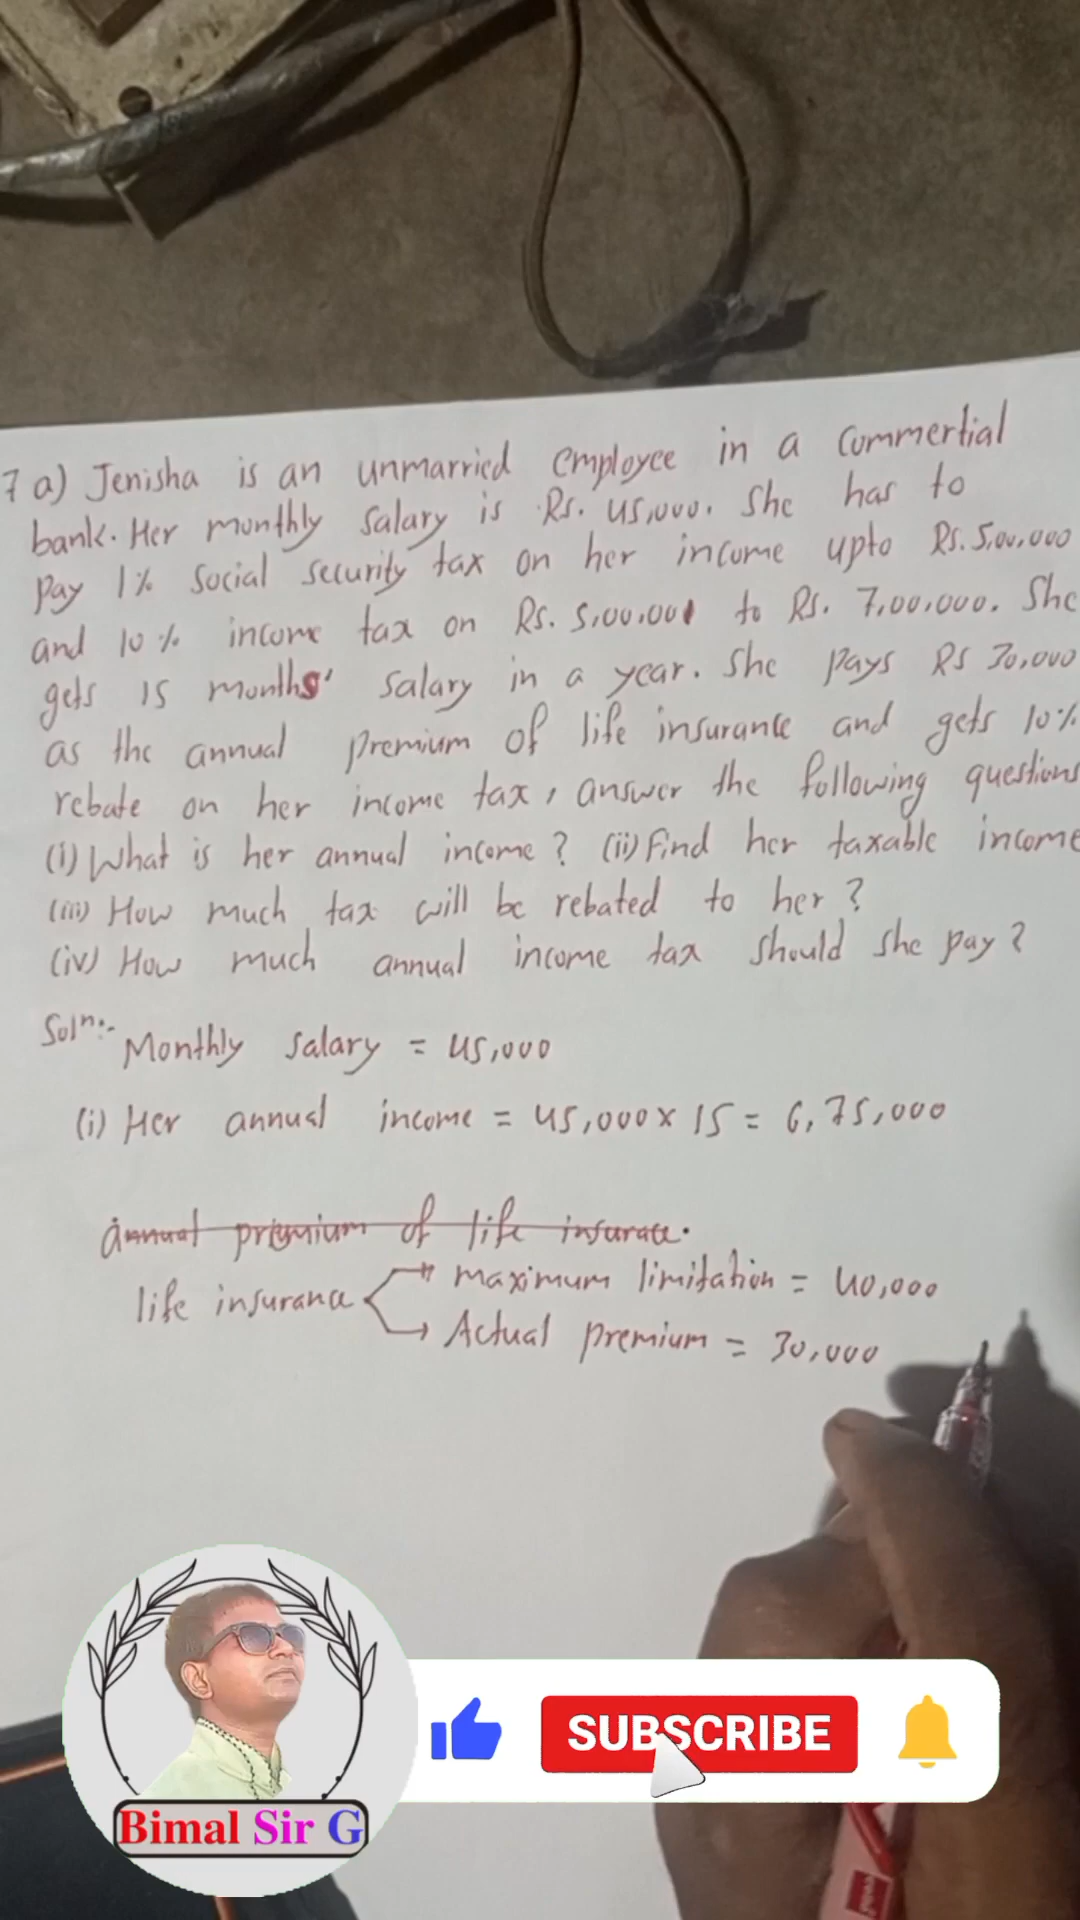 7 a) Jenisha is an unmarried employee in a commertial
bank. Her monthly salary is Rs. 45,000. She has to
pay 1% social security tax on her income upto Rs. 5,00,000
and 10% income tax on Rs. 5,00,001 to Rs. 7,00,000. She
gets 15 months' salary in a year. She pays Rs 30,000
as the annual premium of life insurance and gets 10%
rebate on her income tax, answer the following questions
(i) What is her annual income? (ii) Find her taxable income
(iii) How much tax will be rebated to her?
(iv) How much annual income tax should she pay?
Soln:- Monthly salary = 45,000
(i) Her annual income = 45,000 x 15 = 6,75,000
annual primium of life insurace.
life insurance → maximum limitation = 40,000
→ Actual premium = 30,000
SUBSCRIBE
Bimal Sir G